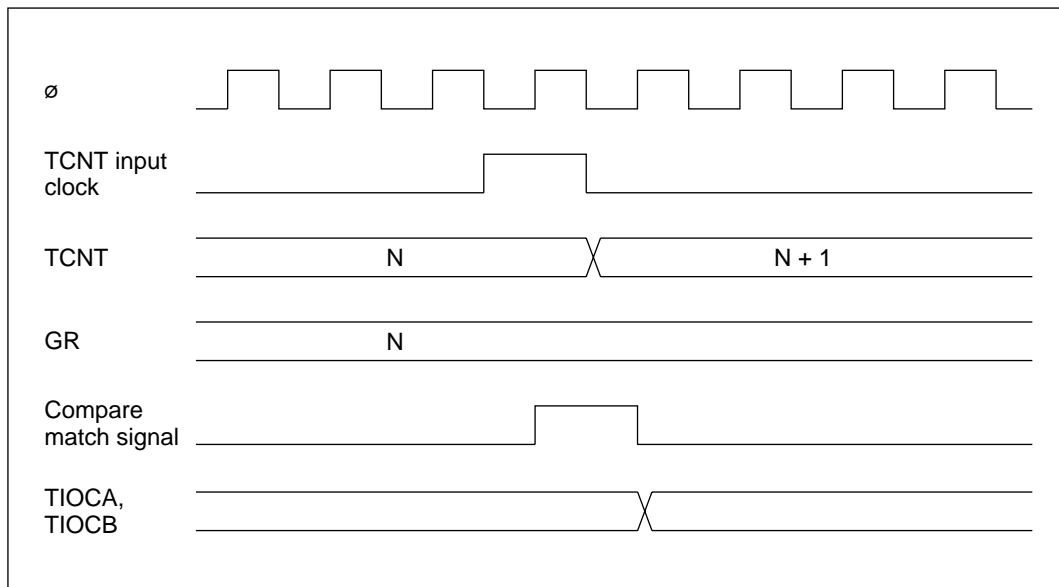 ø
TCNT input
clock
TCNT
N
N + 1
GR
N
Compare
match signal
TIOCA,
TIOCB